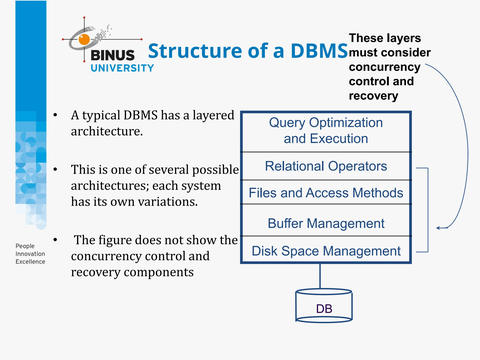 BINUS
UNIVERSITY
Structure of a DBMS
These layers
must consider
concurrency
control and
recovery
• A typical DBMS has a layered
architecture.
• This is one of several possible
architectures; each system
has its own variations.
• The figure does not show the
concurrency control and
recovery components
Query Optimization
and Execution
Relational Operators
Files and Access Methods
Buffer Management
Disk Space Management
DB
People
Innovation
Excellence